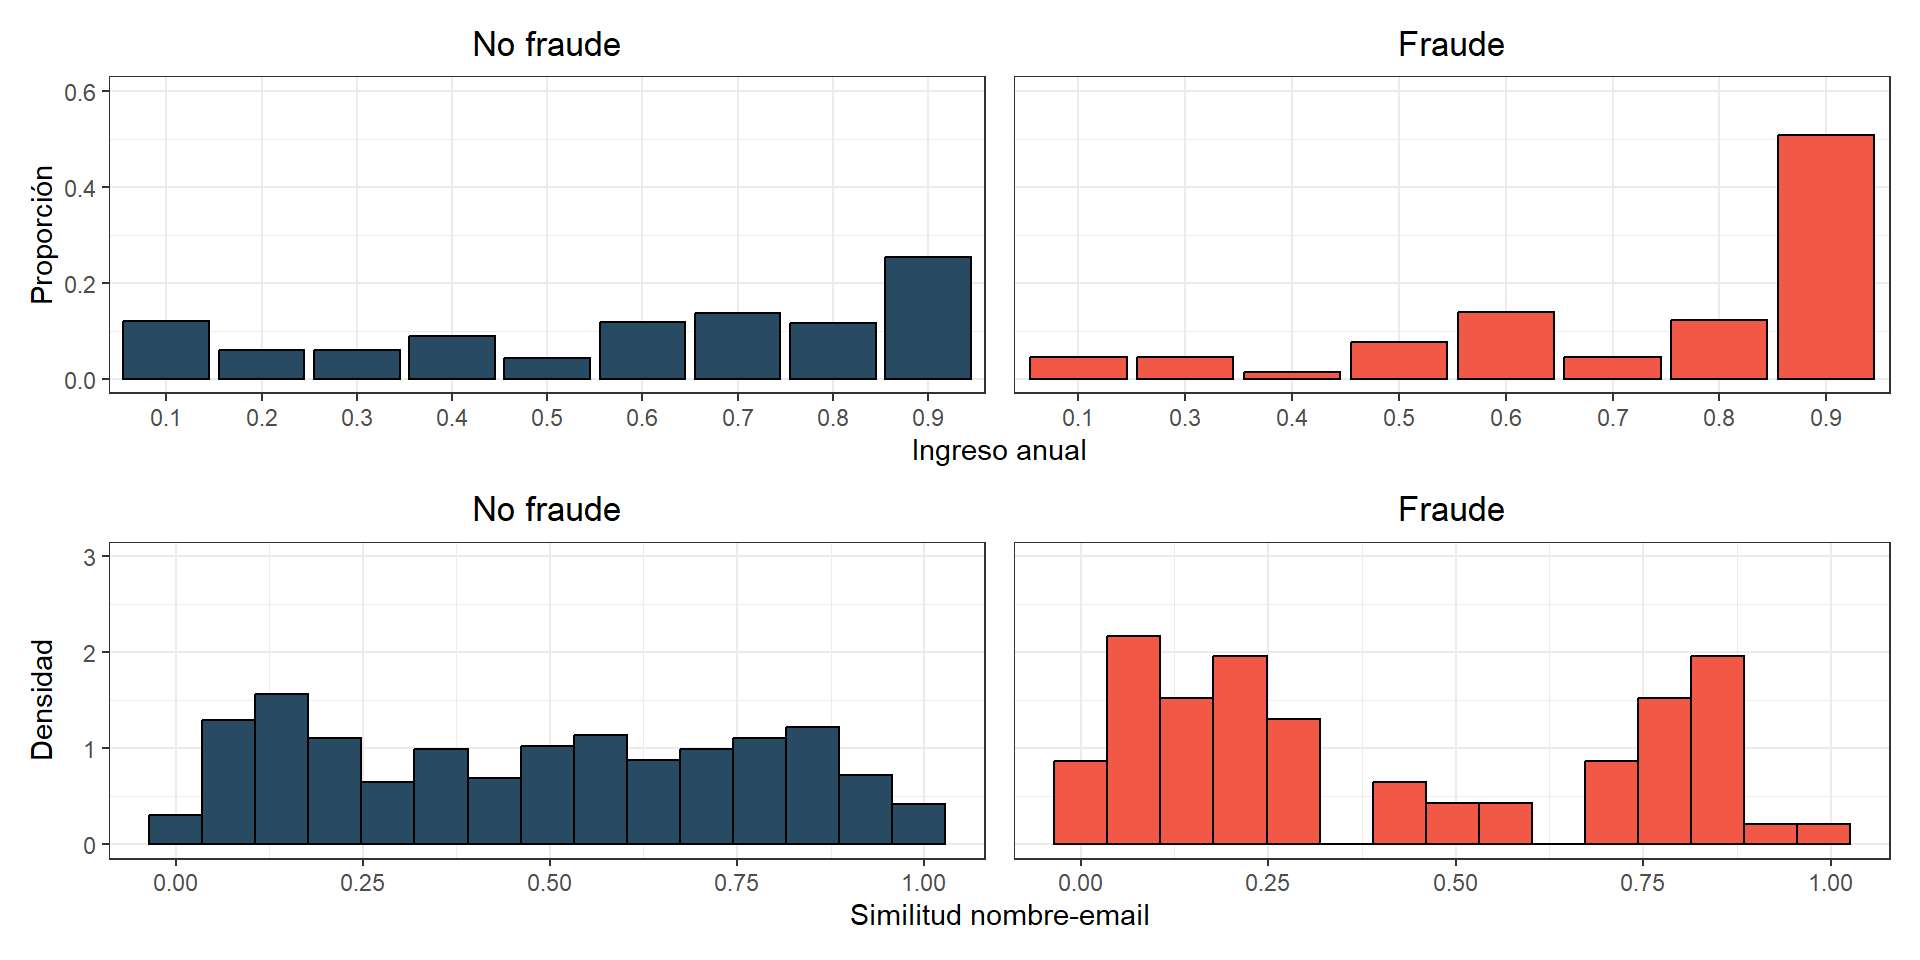 No fraude Fraude
Proporción
0.6
0.4
0.2
0.0
0.1 0.2 0.3 0.4 0.5 0.6 0.7 0.8 0.9 0.1 0.3 0.4 0.5 0.6 0.7 0.8 0.9
Ingreso anual
No fraude Fraude
Densidad
3
2
1
0
0.00 0.25 0.50 0.75 1.00 0.00 0.25 0.50 0.75 1.00
Similitud nombre-email